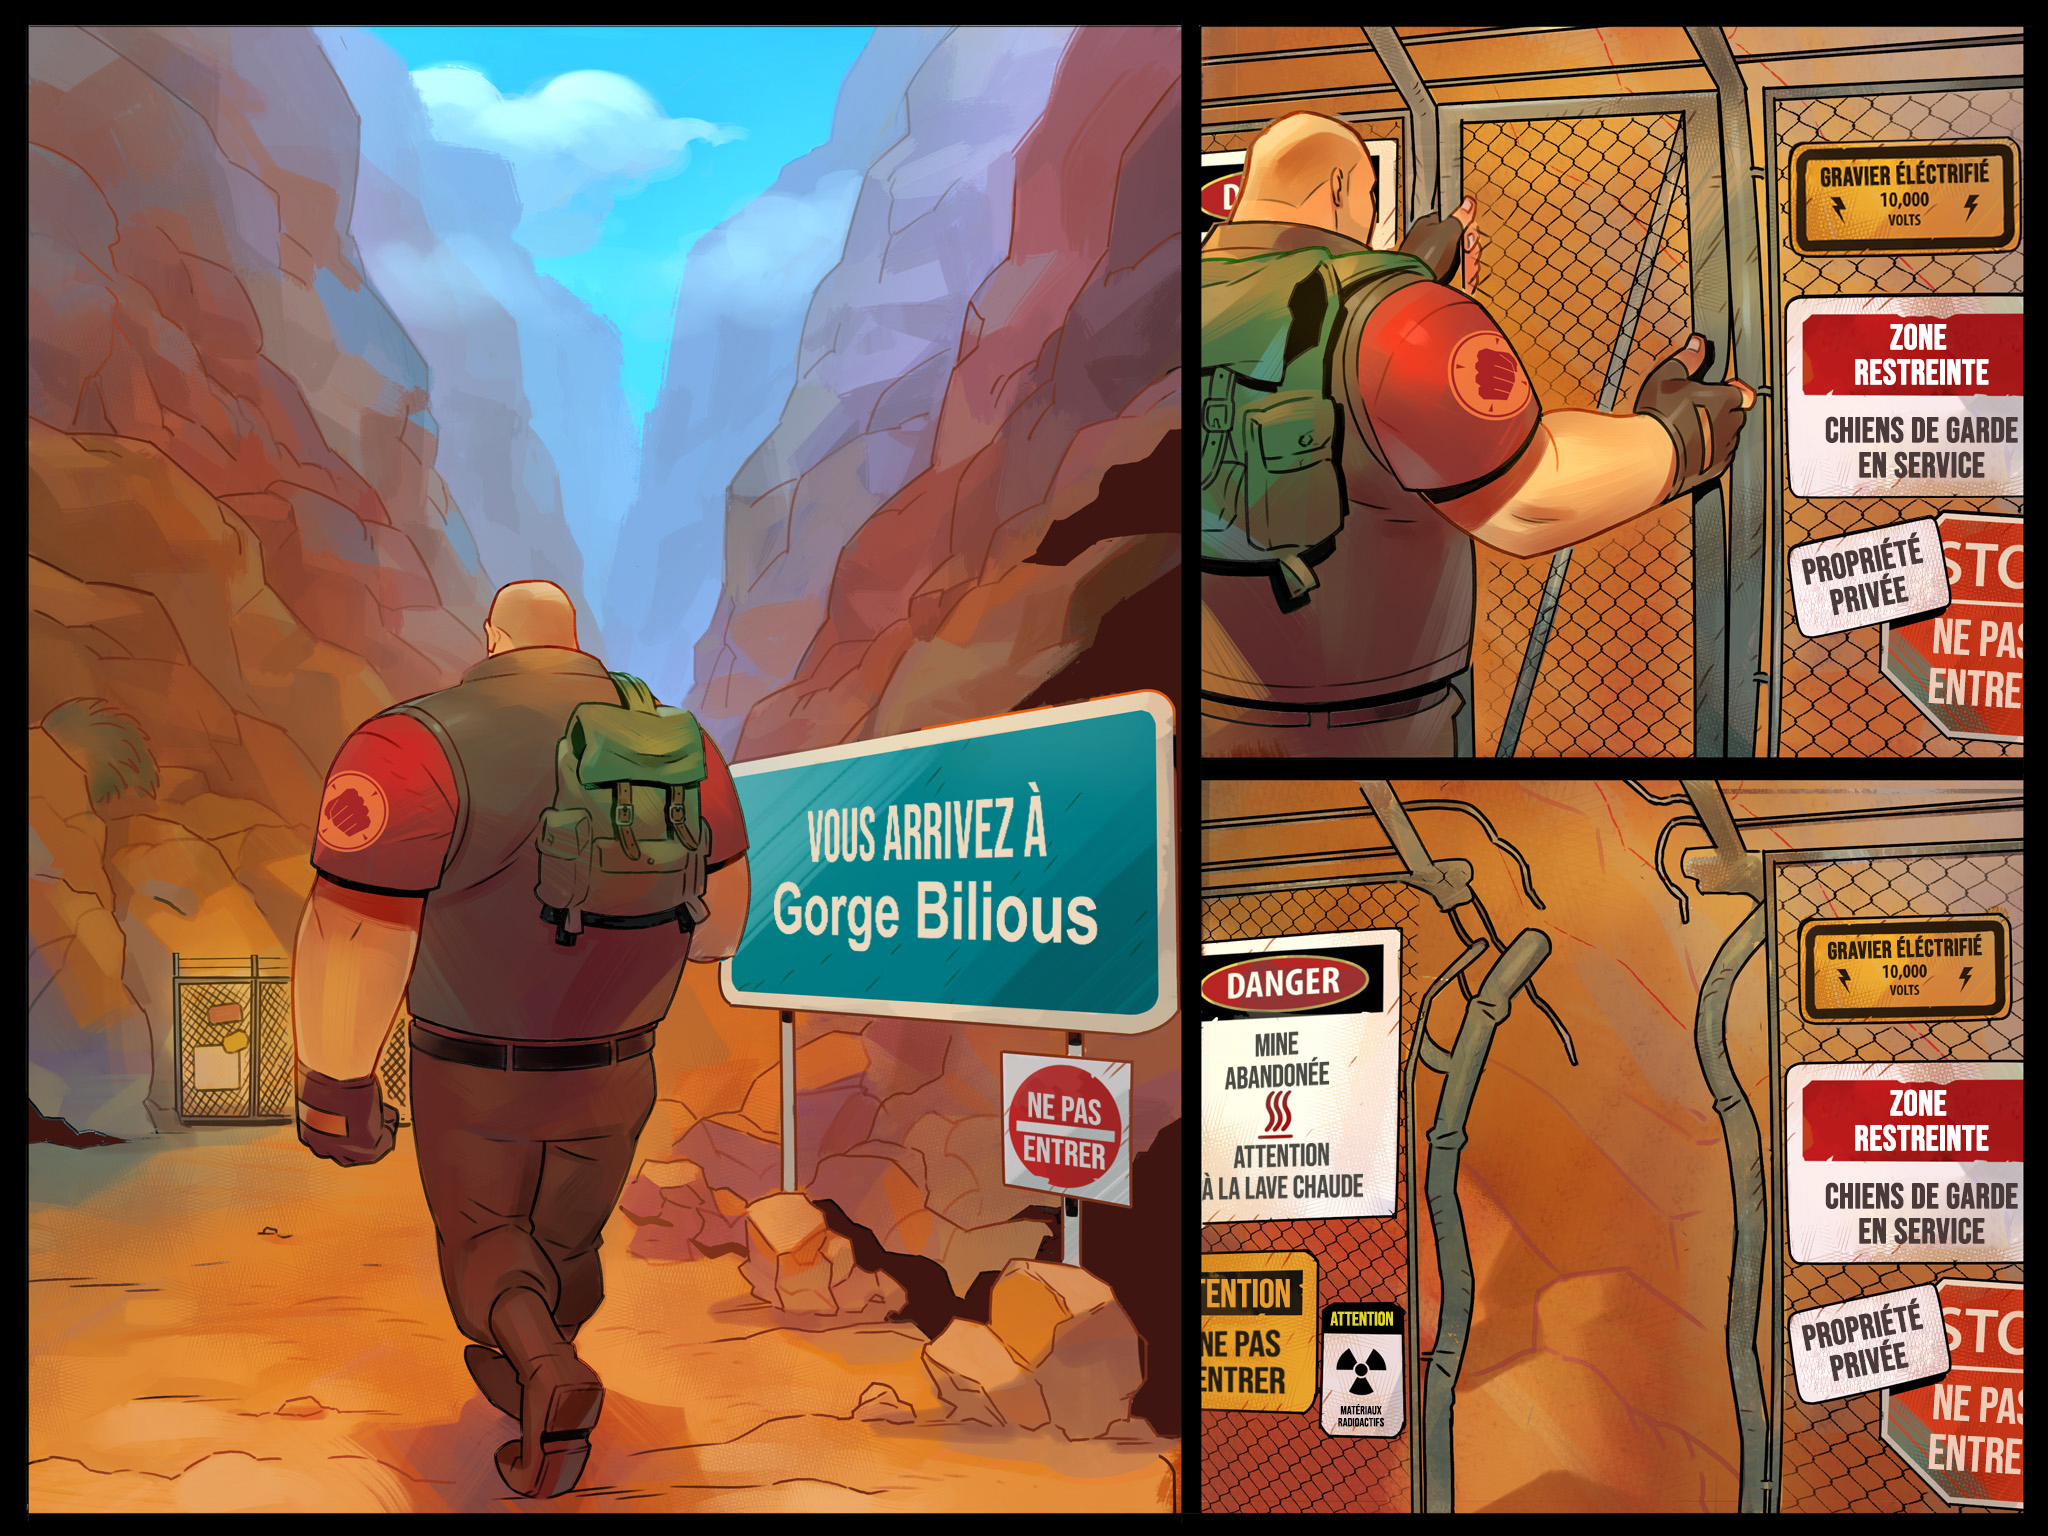 VOUS ARRIVEZ À
Gorge Bilious
NE PAS
ENTRER
D
GRAVIER ÉLÉCTRIFIÉ
10,000
VOLTS
ZONE
RESTREINTE
CHIENS DE GARDE
EN SERVICE
PROPRIÉTÉ
PRIVÉE
STO
NE PAS
ENTRE
DANGER
MINE
ABANDONÉE
ATTENTION
À LA LAVE CHAUDE
TENTION
NE PAS
ENTRER
ATTENTION
MATÉRIAUX
RADIOACTIFS
GRAVIER ÉLÉCTRIFIÉ
10,000
VOLTS
ZONE
RESTREINTE
CHIENS DE GARDE
EN SERVICE
PROPRIÉTÉ
PRIVÉE
STO
NE PAS
ENTRE